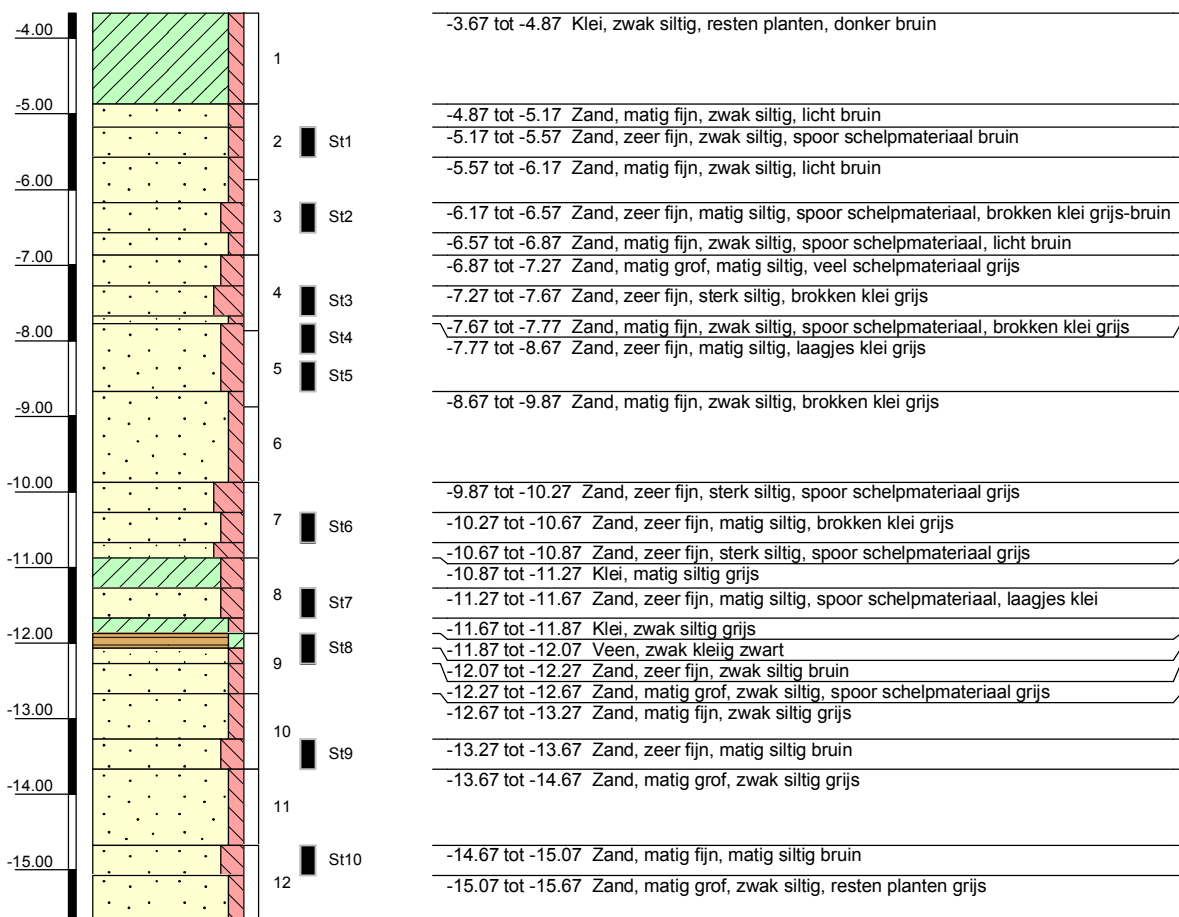 -3.67 tot -4.87 Klei, zwak siltig, resten planten, donker bruin
-4.00
1
-5.00
-4.87 tot -5.17 Zand, matig fijn, zwak siltig, licht bruin
-5.17 tot -5.57 Zand, zeer fijn, zwak siltig, spoor schelpmateriaal bruin
2 St1
-5.57 tot -6.17 Zand, matig fijn, zwak siltig, licht bruin
-6.00
3 St2
-6.17 tot -6.57 Zand, zeer fijn, matig siltig, spoor schelpmateriaal, brokken klei grijs-bruin
-6.57 tot -6.87 Zand, matig fijn, zwak siltig, spoor schelpmateriaal, licht bruin
-7.00
-6.87 tot -7.27 Zand, matig grof, matig siltig, veel schelpmateriaal grijs
4 St3
-7.27 tot -7.67 Zand, zeer fijn, sterk siltig, brokken klei grijs
-8.00
St4
-7.67 tot -7.77 Zand, matig fijn, zwak siltig, spoor schelpmateriaal, brokken klei grijs
-7.77 tot -8.67 Zand, zeer fijn, matig siltig, laagjes klei grijs
5 St5
-8.67 tot -9.87 Zand, matig fijn, zwak siltig, brokken klei grijs
-9.00
6
-10.00
-9.87 tot -10.27 Zand, zeer fijn, sterk siltig, spoor schelpmateriaal grijs
7 St6
-10.27 tot -10.67 Zand, zeer fijn, matig siltig, brokken klei grijs
-11.00
-10.67 tot -10.87 Zand, zeer fijn, sterk siltig, spoor schelpmateriaal grijs
-10.87 tot -11.27 Klei, matig siltig grijs
8 St7
-11.27 tot -11.67 Zand, zeer fijn, matig siltig, spoor schelpmateriaal, laagjes klei
-12.00
-11.67 tot -11.87 Klei, zwak siltig grijs
St8
-11.87 tot -12.07 Veen, zwak kleiig zwart
9
-12.07 tot -12.27 Zand, zeer fijn, zwak siltig bruin
-12.27 tot -12.67 Zand, matig grof, zwak siltig, spoor schelpmateriaal grijs
-13.00
-12.67 tot -13.27 Zand, matig fijn, zwak siltig grijs
10
St9
-13.27 tot -13.67 Zand, zeer fijn, matig siltig bruin
-14.00
-13.67 tot -14.67 Zand, matig grof, zwak siltig grijs
11
-15.00
St10
-14.67 tot -15.07 Zand, matig fijn, matig siltig bruin
12
-15.07 tot -15.67 Zand, matig grof, zwak siltig, resten planten grijs